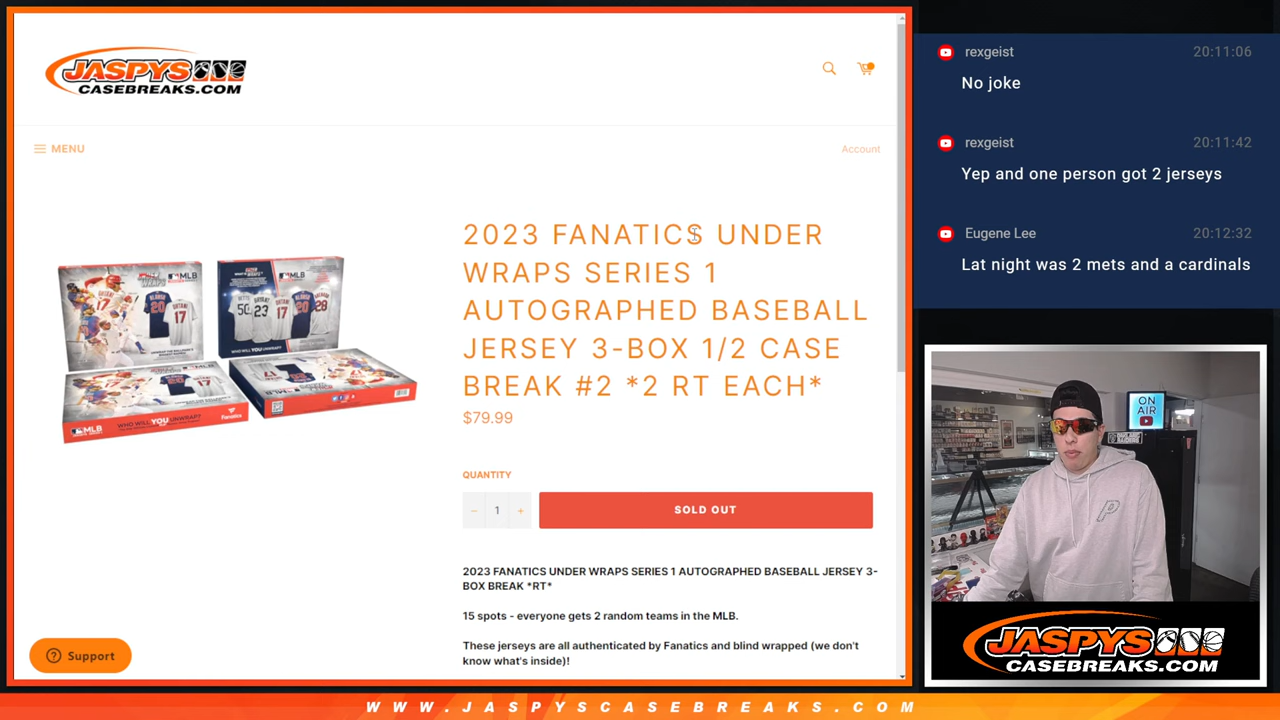 JASPYS
CASEBREAKS.COM
MENU
Account
2023 FANATICS UNDER
WRAPS SERIES 1
AUTOGRAPHED BASEBALL
JERSEY 3-BOX 1/2 CASE
BREAK #2 *2 RT EACH*
$79.99
QUANTITY
− 1 +
SOLD OUT
2023 FANATICS UNDER WRAPS SERIES 1 AUTOGRAPHED BASEBALL JERSEY 3-
BOX BREAK *RT*
15 spots - everyone gets 2 random teams in the MLB.
These jerseys are all authenticated by Fanatics and blind wrapped (we don't
know what's inside)!
Support
rexgeist 20:11:06
No joke
rexgeist 20:11:42
Yep and one person got 2 jerseys
Eugene Lee 20:12:32
Lat night was 2 mets and a cardinals
ON
AIR
JASPYS
CASEBREAKS.COM
WWW.JASPYSCASEBREAKS.COM